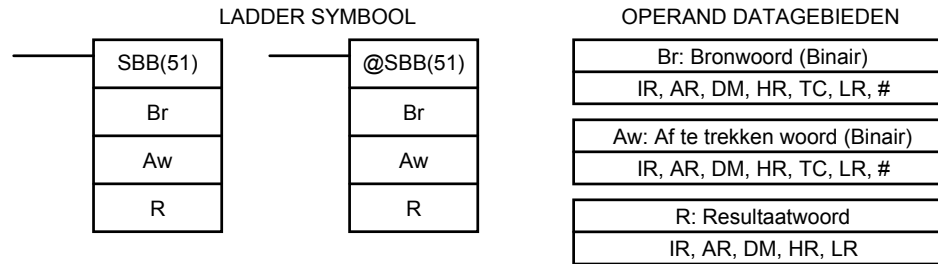 LADDER SYMBOOL
SBB(51)
Br
Aw
R
@SBB(51)
Br
Aw
R
OPERAND DATAGEBIEDEN
Br: Bronwoord (Binair)
IR, AR, DM, HR, TC, LR, #
Aw: Af te trekken woord (Binair)
IR, AR, DM, HR, TC, LR, #
R: Resultaatwoord
IR, AR, DM, HR, LR